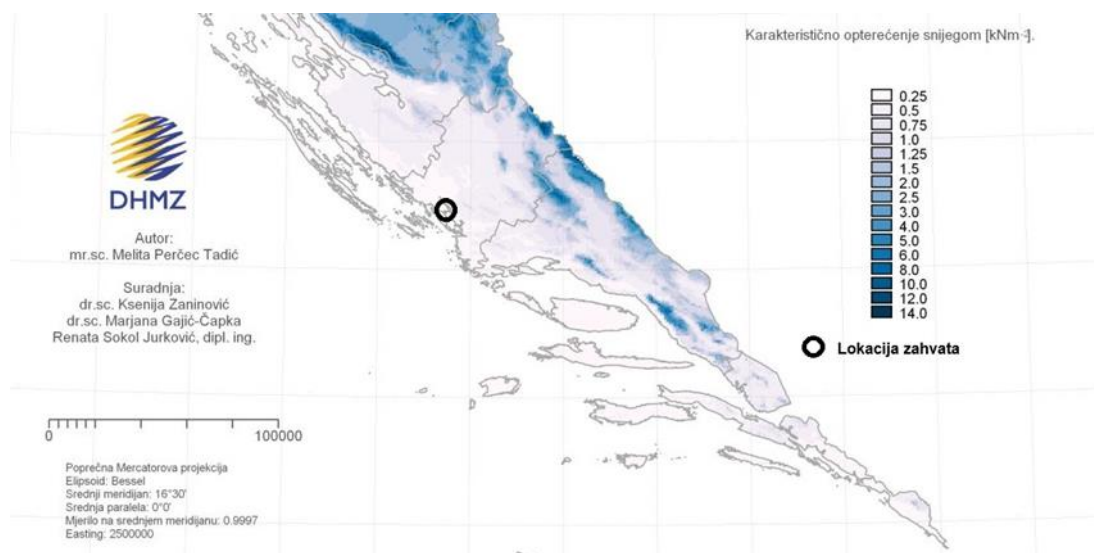 Karakteristično opterećenje snijegom [kNm⁻²].
0.25
0.5
0.75
1.0
1.25
1.5
2.0
2.5
3.0
4.0
5.0
6.0
8.0
10.0
12.0
14.0
Lokacija zahvata
DHMZ
Autor:
mr.sc. Melita Perčec Tadić
Suradnja:
dr.sc. Ksenija Zaninović
dr.sc. Marjana Gajić-Čapka
Renata Sokol Jurković, dipl. ing.
0 100000
Poprečna Mercatorova projekcija
Elipsoid: Bessel
Srednji meridijan: 16°30'
Srednja paralela: 0°0'
Mjerilo na srednjem meridijanu: 0.9997
Easting: 2500000